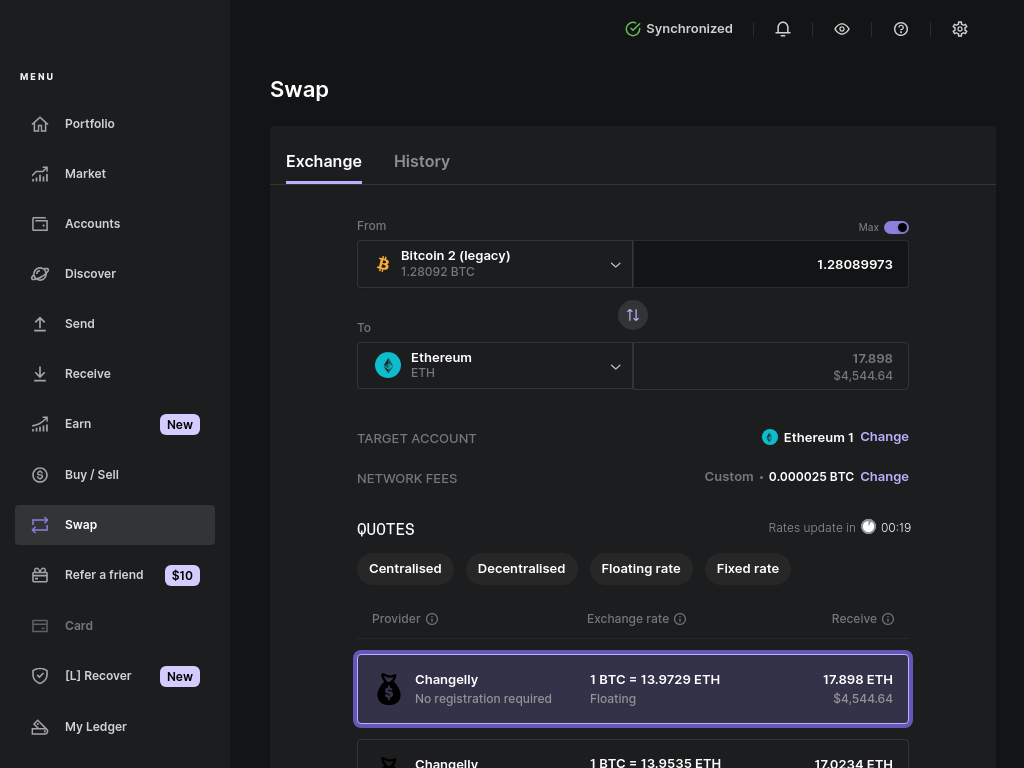 Synchronized
MENU
Portfolio
Market
Accounts
Discover
Send
Receive
Earn New
Buy / Sell
Swap
Refer a friend $10
Card
[L] Recover New
My Ledger
Swap
Exchange History
From Max
Bitcoin 2 (legacy)
1.28092 BTC
1.28089973
To
Ethereum
ETH
17.898
$4,544.64
TARGET ACCOUNT Ethereum 1 Change
NETWORK FEES Custom • 0.000025 BTC Change
QUOTES Rates update in 00:19
Centralised Decentralised Floating rate Fixed rate
Provider Exchange rate Receive
Changelly 1 BTC = 13.9729 ETH 17.898 ETH
No registration required Floating $4,544.64
Changelly 1 BTC = 13.9535 ETH 17.0234 ETH